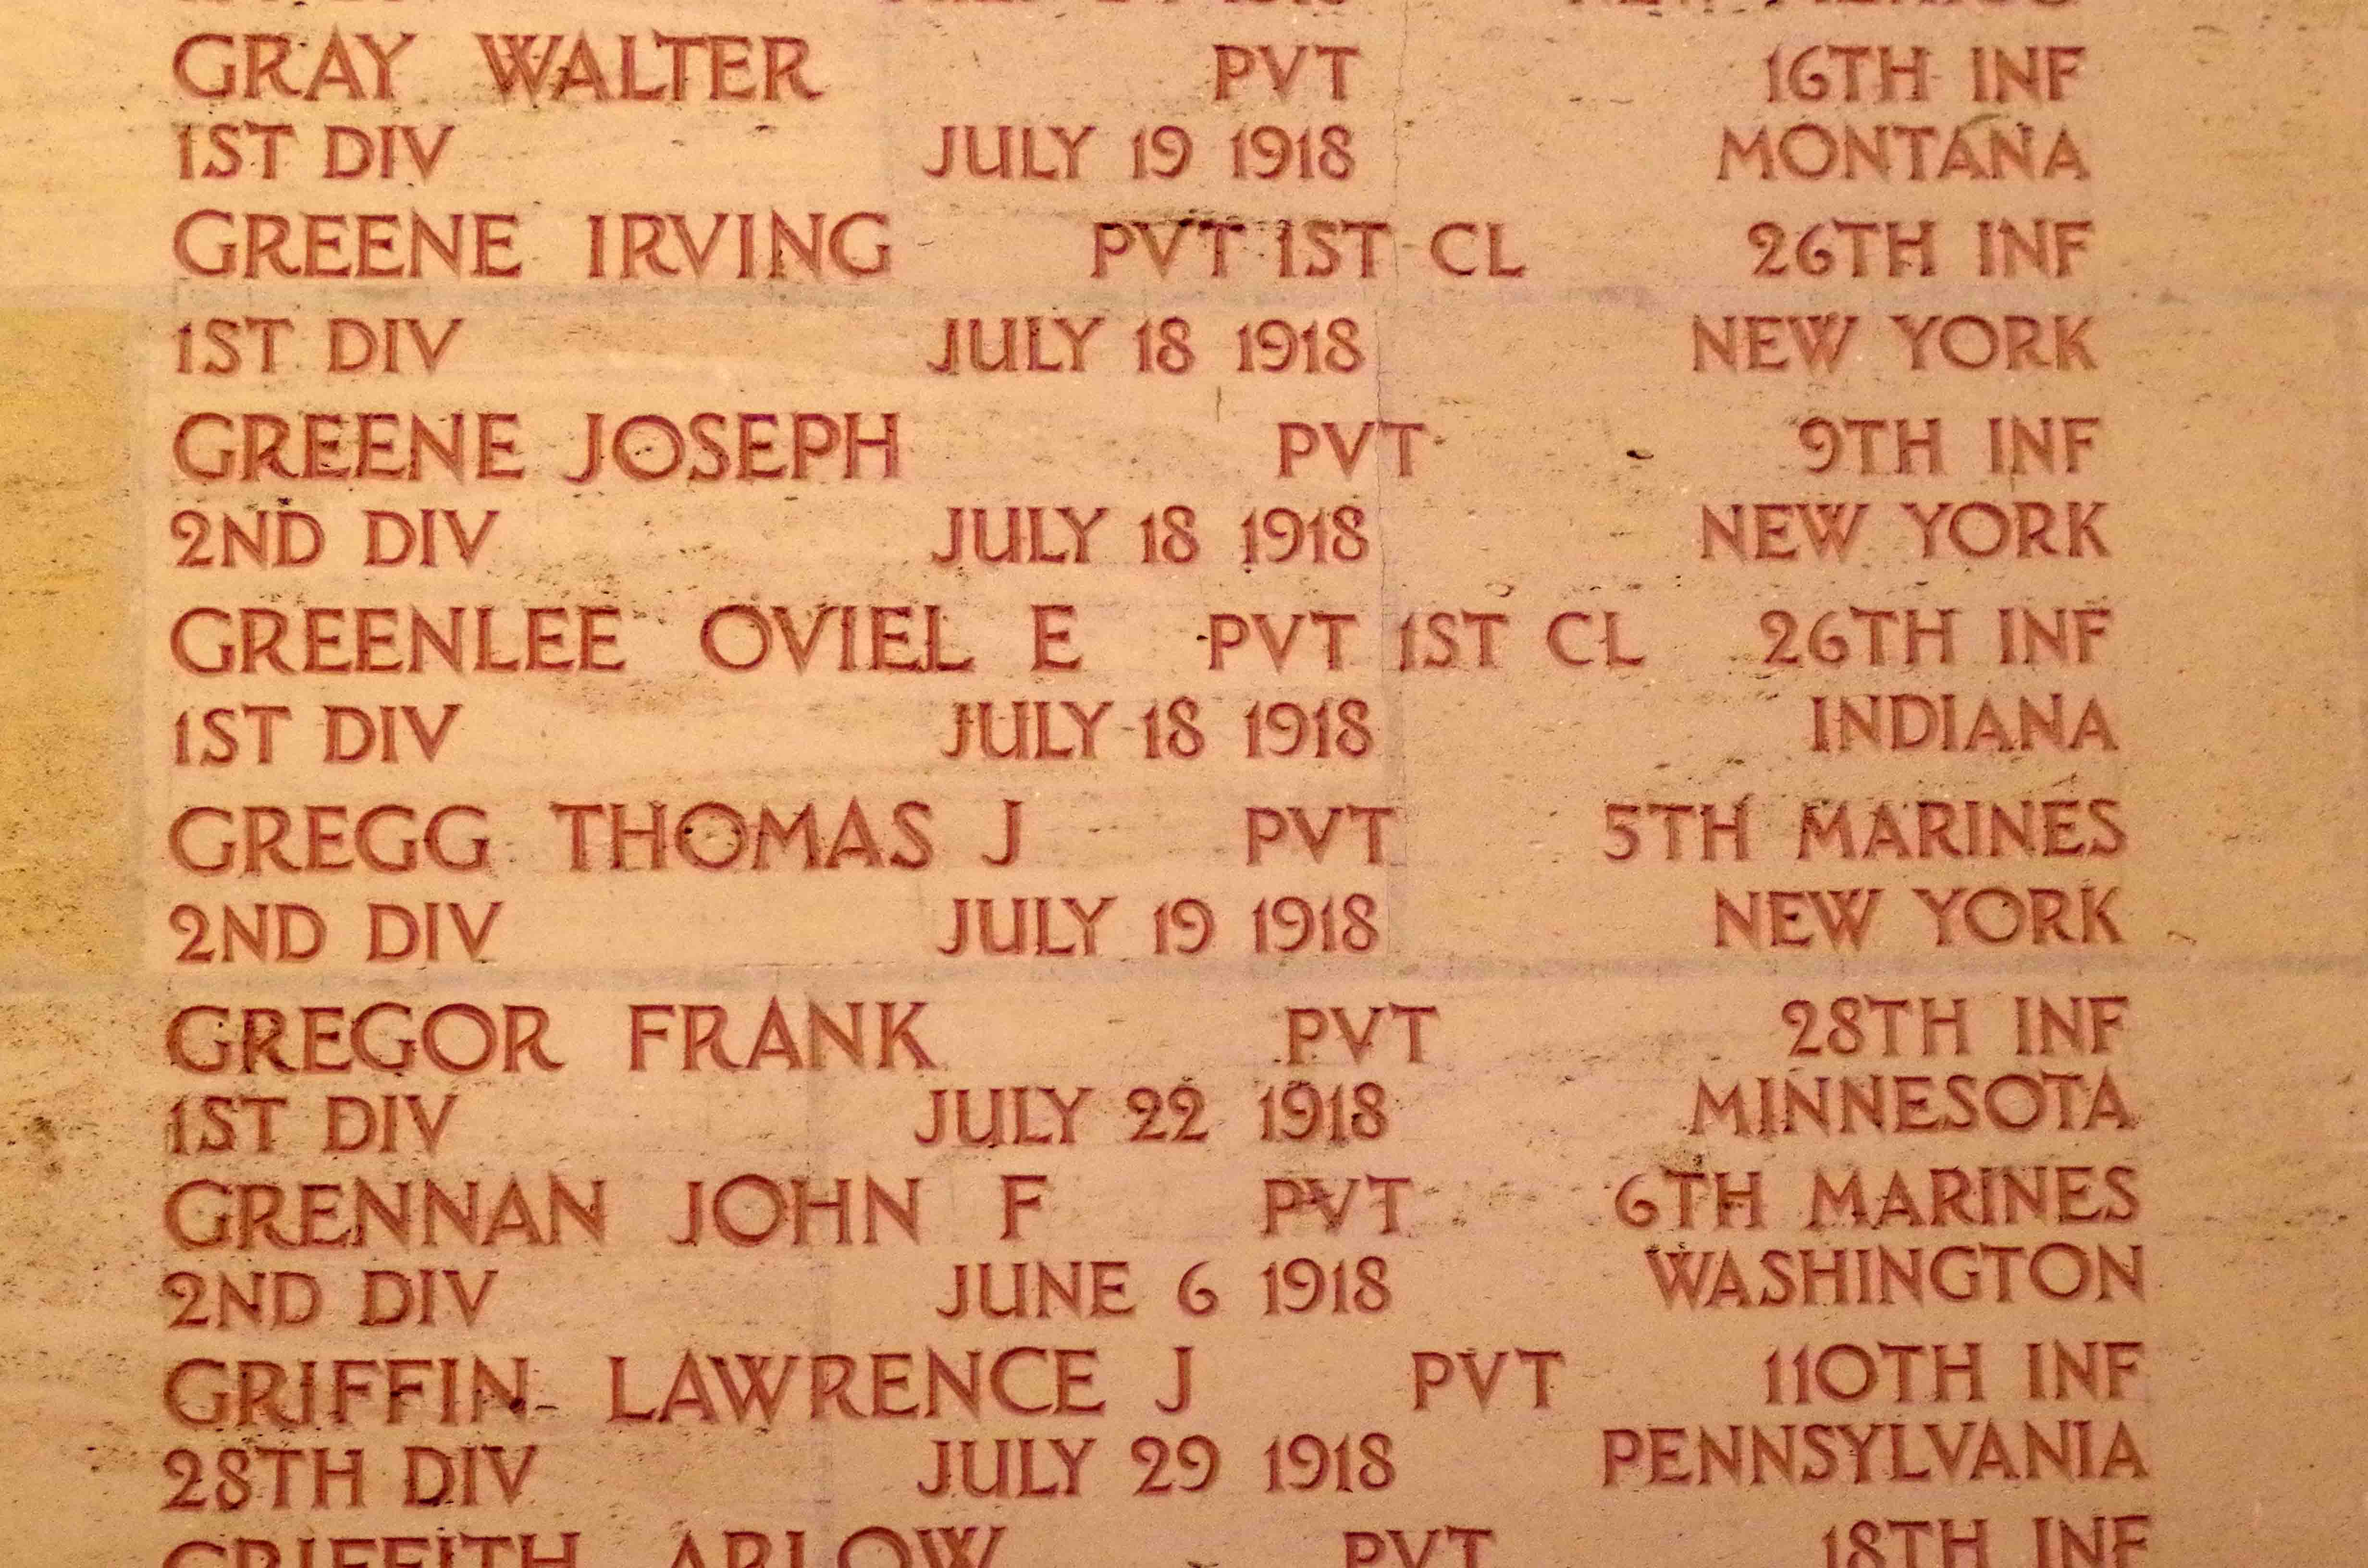 GRAY WALTER PVT 16TH INF
1ST DIV JULY 19 1918 MONTANA
GREENE IRVING PVT 1ST CL 26TH INF
1ST DIV JULY 18 1918 NEW YORK
GREENE JOSEPH PVT 9TH INF
2ND DIV JULY 18 1918 NEW YORK
GREENLEE OVIEL E PVT 1ST CL 26TH INF
1ST DIV JULY 18 1918 INDIANA
GREGG THOMAS J PVT 5TH MARINES
2ND DIV JULY 19 1918 NEW YORK
GREGOR FRANK PVT 28TH INF
1ST DIV JULY 22 1918 MINNESOTA
GRENNAN JOHN F PVT 6TH MARINES
2ND DIV JUNE 6 1918 WASHINGTON
GRIFFIN LAWRENCE J PVT 110TH INF
28TH DIV JULY 29 1918 PENNSYLVANIA
GRIFFITH ARLOW PVT 18TH INF